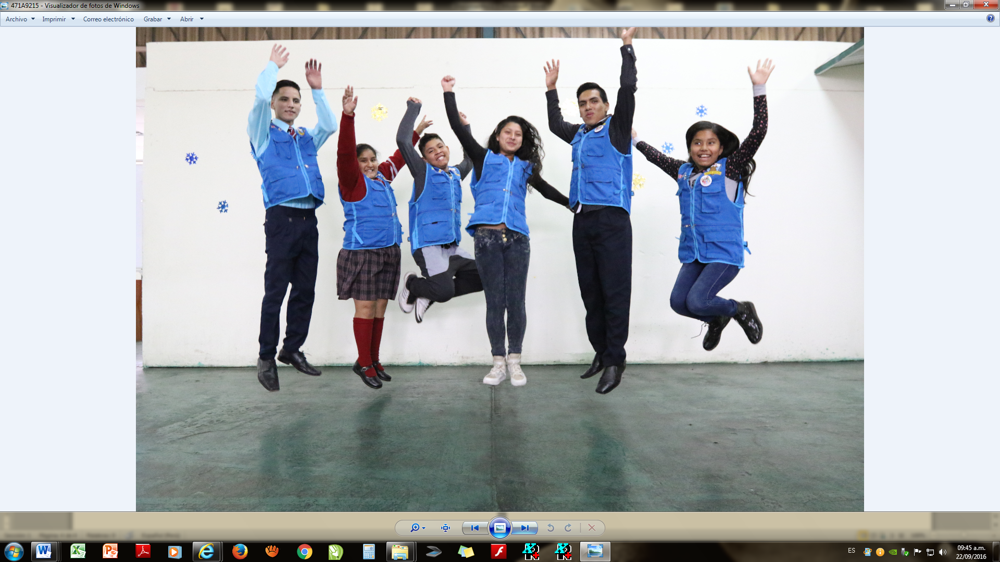 471A9215 - Visualizador de fotos de Windows
Archivo Imprimir Correo electrónico Grabar Abrir
ES
09:45 a.m.
22/09/2016